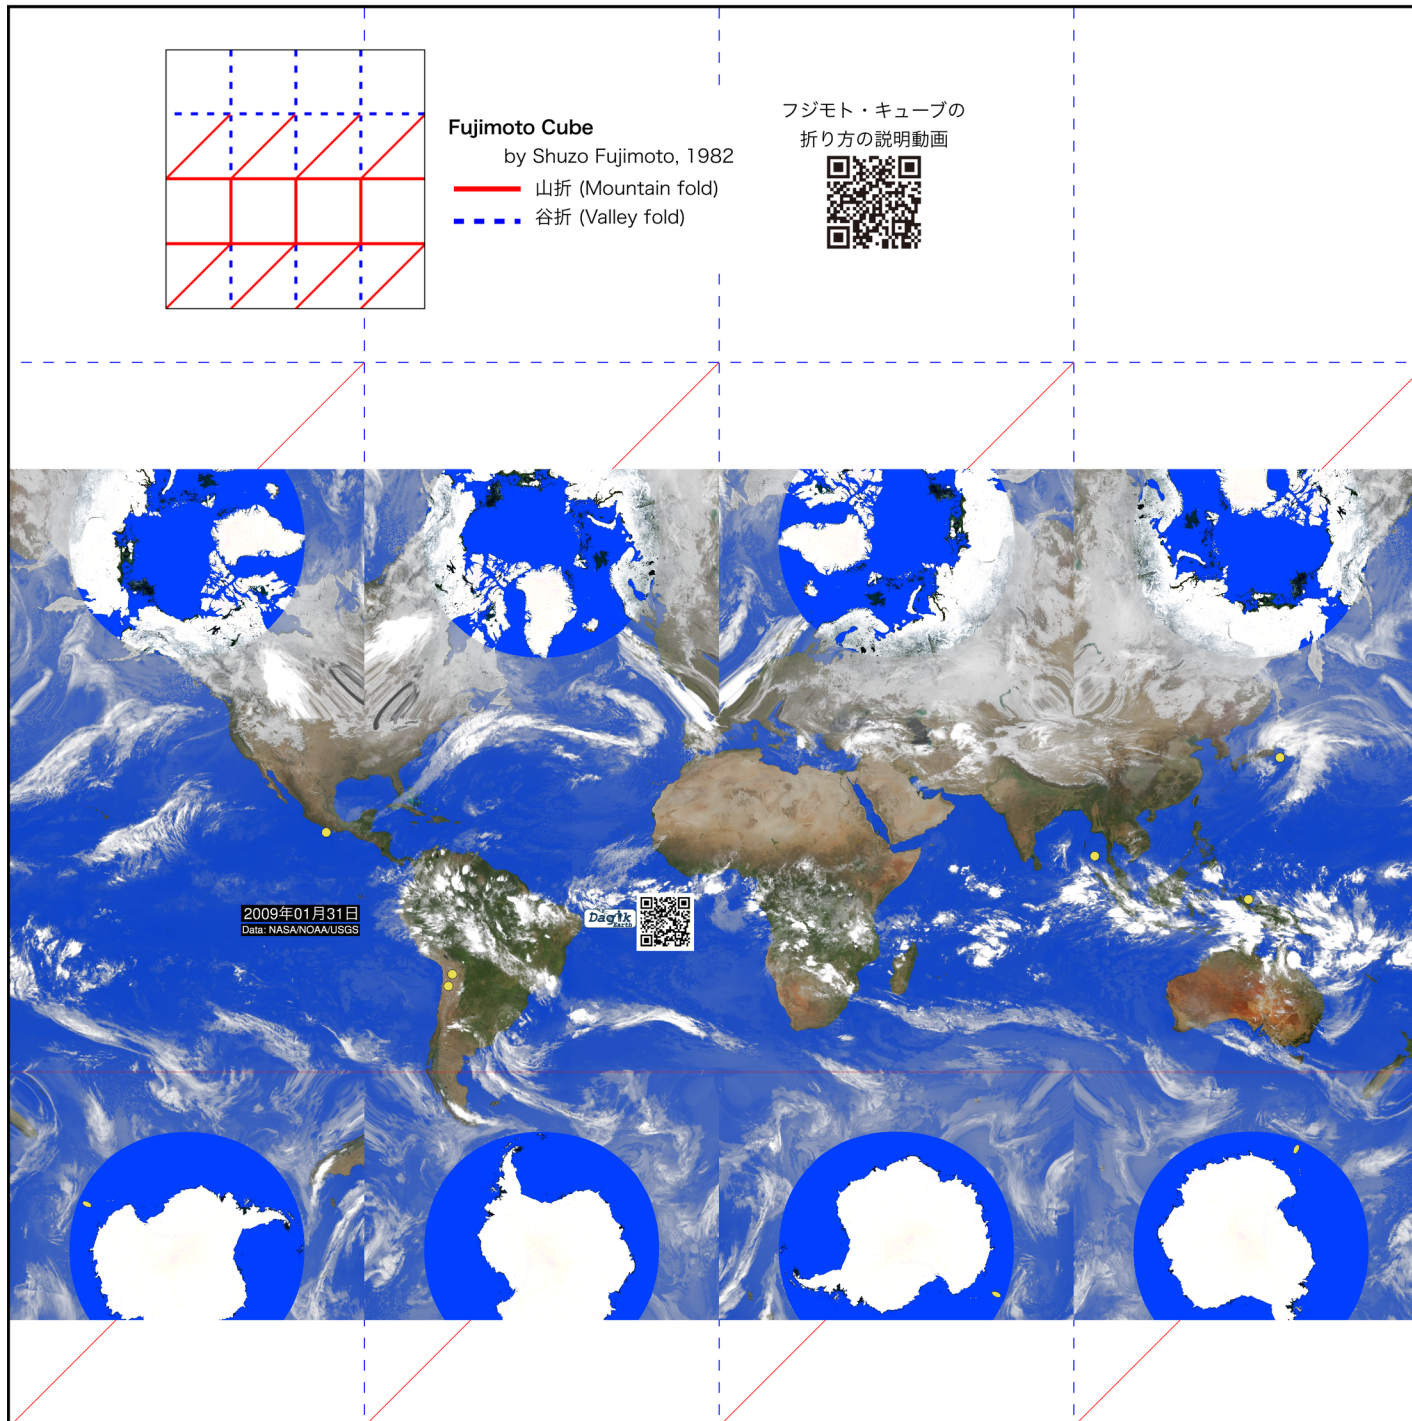 Fujimoto Cube
by Shuzo Fujimoto, 1982
山折 (Mountain fold)
谷折 (Valley fold)
フジモト・キューブの
折り方の説明動画
2009年01月31日
Data: NASA/NOAA/USGS
Dagik
Earth